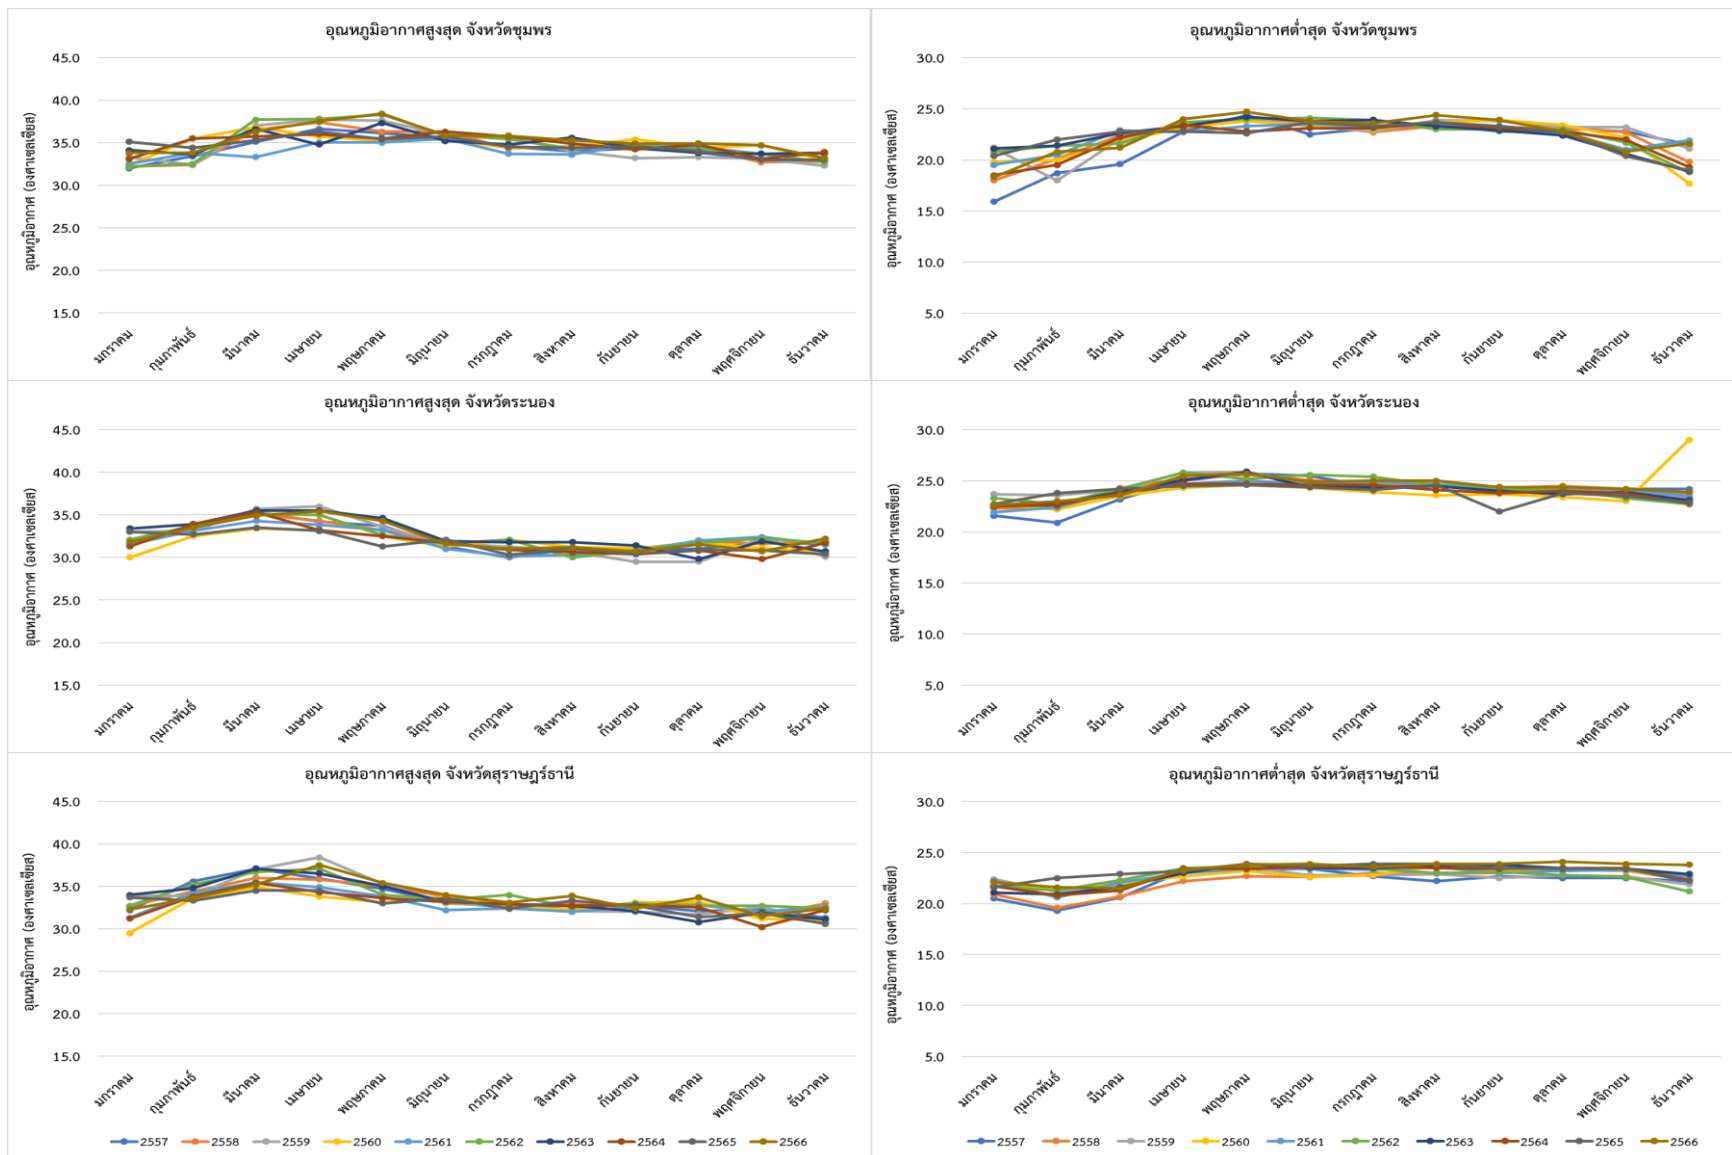 อุณหภูมิอากาศสูงสุด จังหวัดชุมพร
อุณหภูมิอากาศ (องศาเซลเซียส)
45.0
40.0
35.0
30.0
25.0
20.0
15.0
มกราคม กุมภาพันธ์ มีนาคม เมษายน พฤษภาคม มิถุนายน กรกฎาคม สิงหาคม กันยายน ตุลาคม พฤศจิกายน ธันวาคม
อุณหภูมิอากาศต่ำสุด จังหวัดชุมพร
อุณหภูมิอากาศ (องศาเซลเซียส)
30.0
25.0
20.0
15.0
10.0
5.0
มกราคม กุมภาพันธ์ มีนาคม เมษายน พฤษภาคม มิถุนายน กรกฎาคม สิงหาคม กันยายน ตุลาคม พฤศจิกายน ธันวาคม
อุณหภูมิอากาศสูงสุด จังหวัดระนอง
อุณหภูมิอากาศ (องศาเซลเซียส)
45.0
40.0
35.0
30.0
25.0
20.0
15.0
มกราคม กุมภาพันธ์ มีนาคม เมษายน พฤษภาคม มิถุนายน กรกฎาคม สิงหาคม กันยายน ตุลาคม พฤศจิกายน ธันวาคม
อุณหภูมิอากาศต่ำสุด จังหวัดระนอง
อุณหภูมิอากาศ (องศาเซลเซียส)
30.0
25.0
20.0
15.0
10.0
5.0
มกราคม กุมภาพันธ์ มีนาคม เมษายน พฤษภาคม มิถุนายน กรกฎาคม สิงหาคม กันยายน ตุลาคม พฤศจิกายน ธันวาคม
อุณหภูมิอากาศสูงสุด จังหวัดสุราษฎร์ธานี
อุณหภูมิอากาศ (องศาเซลเซียส)
45.0
40.0
35.0
30.0
25.0
20.0
15.0
มกราคม กุมภาพันธ์ มีนาคม เมษายน พฤษภาคม มิถุนายน กรกฎาคม สิงหาคม กันยายน ตุลาคม พฤศจิกายน ธันวาคม
2557 2558 2559 2560 2561 2562 2563 2564 2565 2566
อุณหภูมิอากาศต่ำสุด จังหวัดสุราษฎร์ธานี
อุณหภูมิอากาศ (องศาเซลเซียส)
30.0
25.0
20.0
15.0
10.0
5.0
มกราคม กุมภาพันธ์ มีนาคม เมษายน พฤษภาคม มิถุนายน กรกฎาคม สิงหาคม กันยายน ตุลาคม พฤศจิกายน ธันวาคม
2557 2558 2559 2560 2561 2562 2563 2564 2565 2566